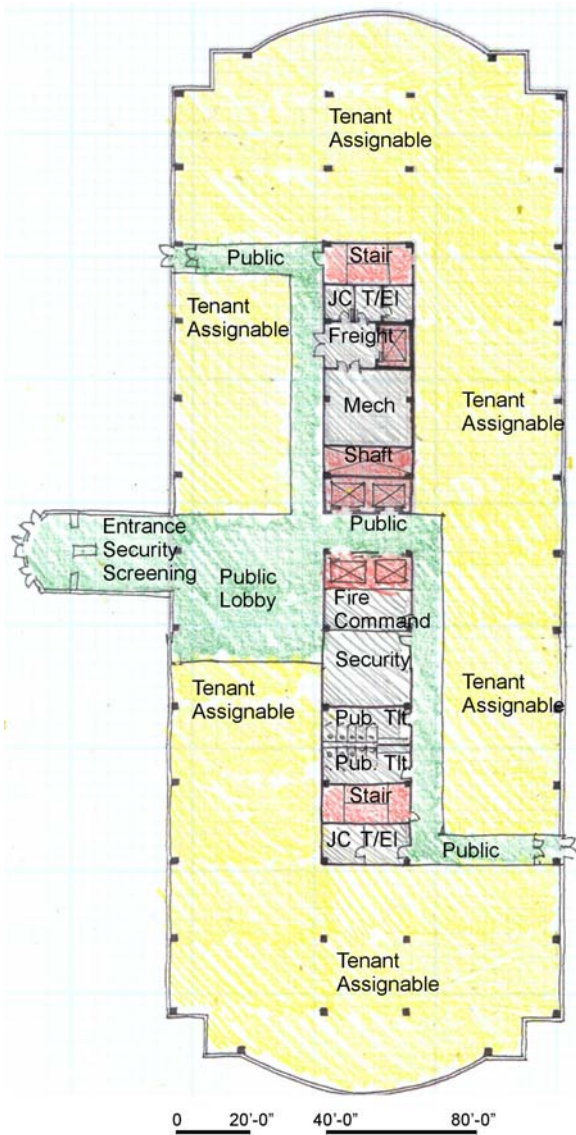 Tenant
Assignable
Public
Stair
JC T/El
Tenant
Assignable
Freight
Mech
Tenant
Assignable
Shaft
Public
Entrance
Security
Screening
Public
Lobby
Fire
Command
Security
Tenant
Assignable
Tenant
Assignable
Pub. Tlt.
Pub. Tlt.
Stair
JC T/El
Public
Tenant
Assignable
0 20'-0" 40'-0" 80'-0"